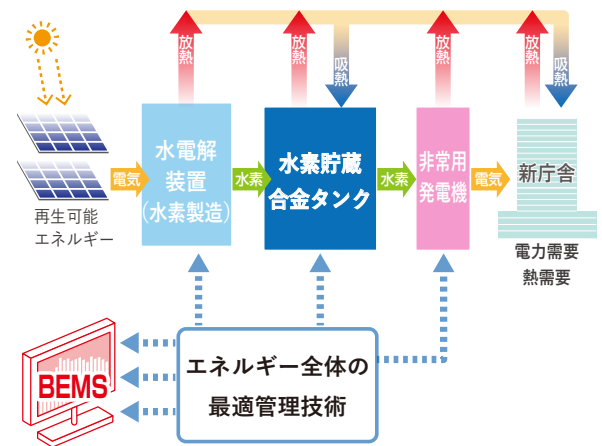 放熱
放熱
吸熱
放熱
放熱
吸熱
電気
水電解
装置
(水素製造)
水素
水素貯蔵
合金タンク
水素
非常用
発電機
電気
新庁舎
再生可能
エネルギー
電力需要
熱需要
BEMS
エネルギー全体の
最適管理技術